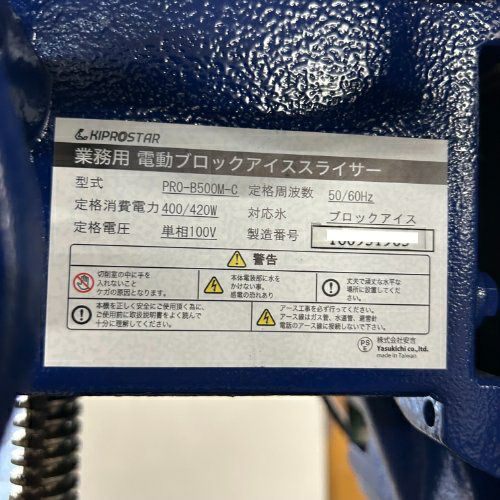 KIPROSTAR
業務用 電動ブロックアイススライサー
型式 PRO-B500M-C 定格周波数 50/60Hz
定格消費電力 400/420W 対応氷 ブロックアイス
定格電圧 単相100V 製造番号
警告
切削室の中に手を
入れないこと
ケガの原因となります。
本体電装部に水を
かけない事。
感電の恐れあり
丈夫で頑丈な水平な
場所に設置してくだ
さい。
本機を正しく安全にご使用頂く為に、
ご使用前に取扱説明書をよく読んで
十分に理解してください。
アース工事を必ず行ってください。
アース線はガス管、水道管、避雷針
電話のアース線に接続しないで下さい。
PS
E
株式会社安吉
Yasukichi co.,ltd.
made in Taiwan